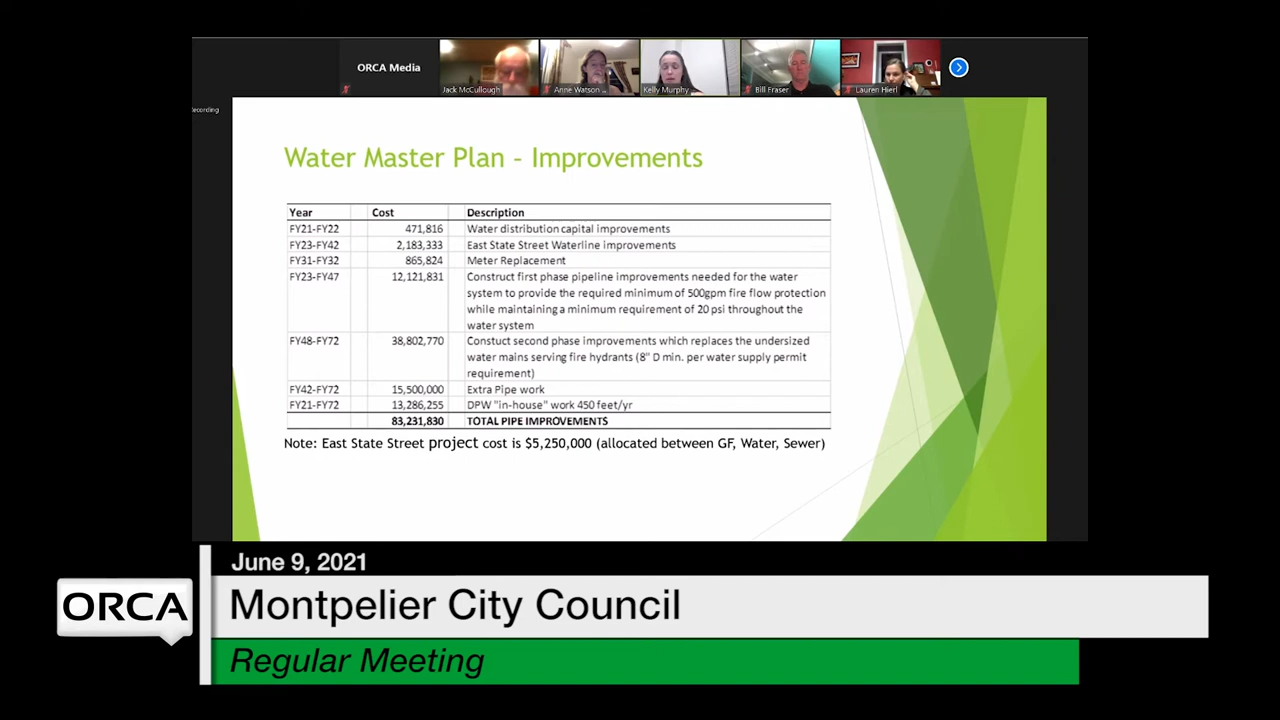 ORCA Media
Jack McCullough
Anne Watson ...
Kelly Murphy
Bill Fraser
Lauren Hierl
Recording
Water Master Plan – Improvements
Year Cost Description
FY21-FY22 471,816 Water distribution capital improvements
FY23-FY42 2,183,333 East State Street Waterline improvements
FY31-FY32 865,824 Meter Replacement
FY23-FY47 12,121,831 Construct first phase pipeline improvements needed for the water
system to provide the required minimum of 500gpm fire flow protection
while maintaining a minimum requirement of 20 psi throughout the
water system
FY48-FY72 38,802,770 Constuct second phase improvements which replaces the undersized
water mains serving fire hydrants (8" D min. per water supply permit
requirement)
FY42-FY72 15,500,000 Extra Pipe work
FY21-FY72 13,286,255 DPW "in-house" work 450 feet/yr
83,231,830 TOTAL PIPE IMPROVEMENTS
Note: East State Street project cost is $5,250,000 (allocated between GF, Water, Sewer)
June 9, 2021
ORCA
Montpelier City Council
Regular Meeting